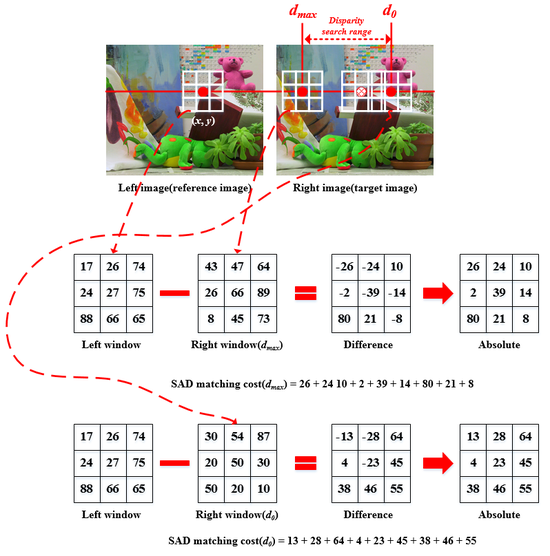 d_max d_0
Disparity
search range
(x, y)
Left image(reference image) Right image(target image)
17 26 74 43 47 64 -26 -24 10 26 24 10
24 27 75 26 66 89 -2 -39 -14 2 39 14
88 66 65 8 45 73 80 21 -8 80 21 8
Left window Right window(d_max) Difference Absolute
SAD matching cost(d_max) = 26 + 24 10 + 2 + 39 + 14 + 80 + 21 + 8
17 26 74 30 54 87 -13 -28 64 13 28 64
24 27 75 20 50 30 4 -23 45 4 23 45
88 66 65 50 20 10 38 46 55 38 46 55
Left window Right window(d_0) Difference Absolute
SAD matching cost(d_0) = 13 + 28 + 64 + 4 + 23 + 45 + 38 + 46 + 55